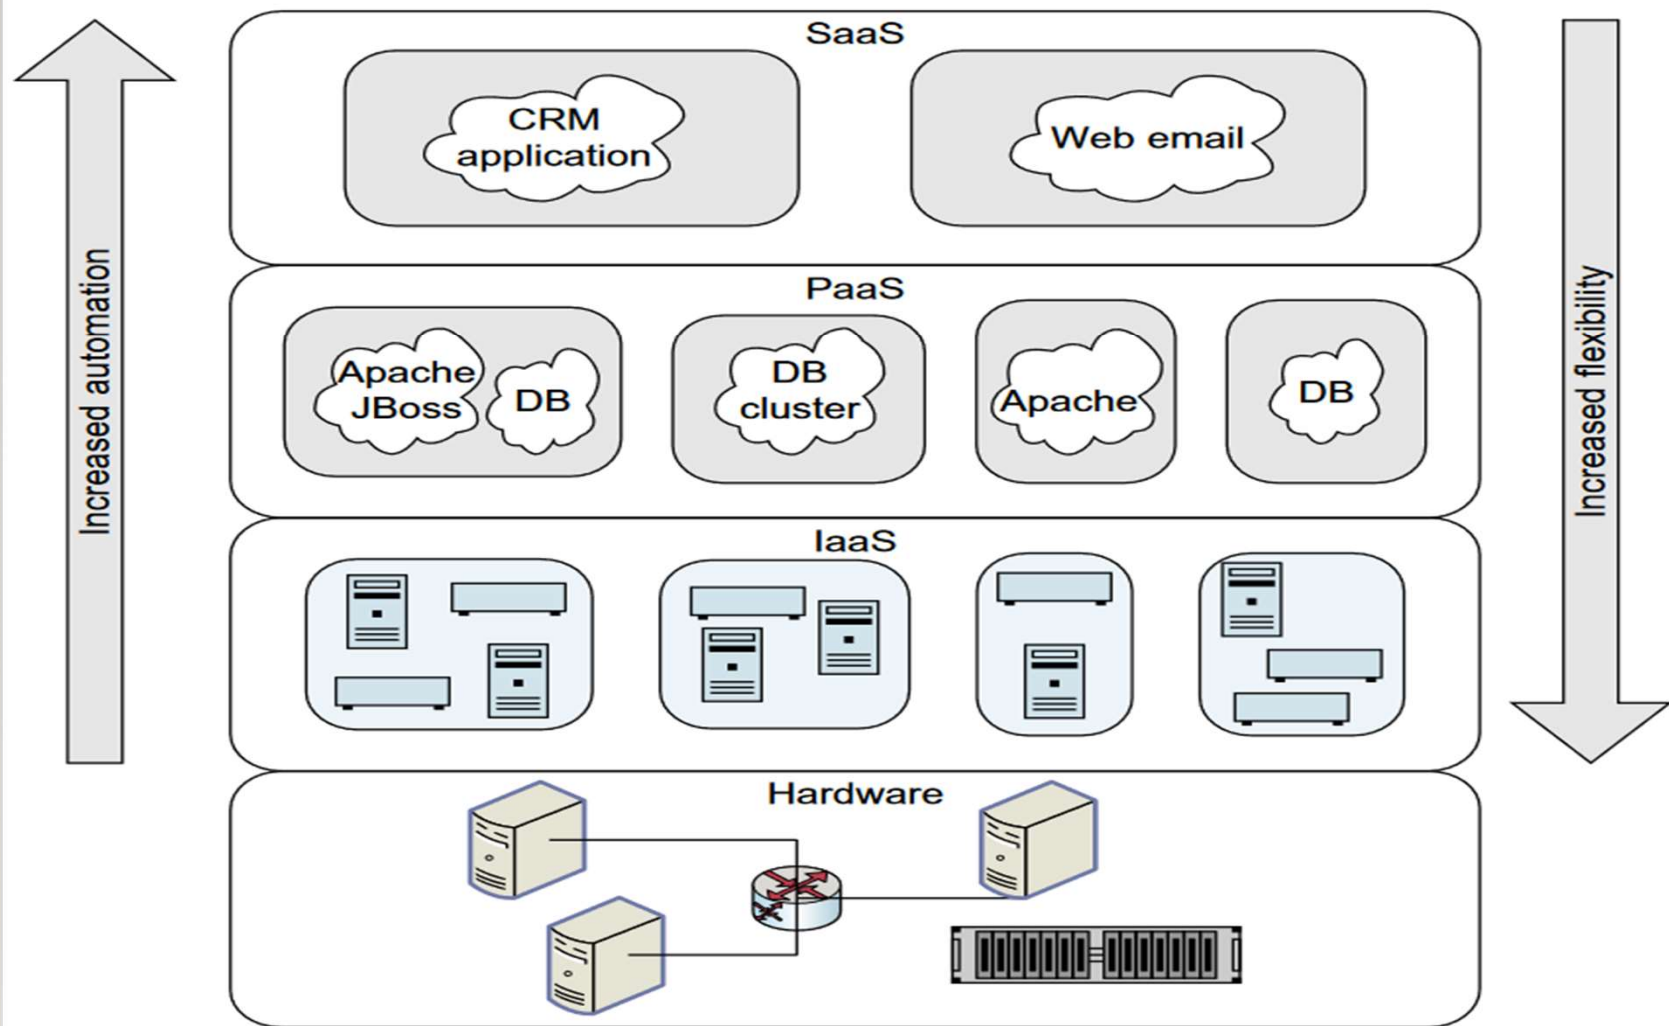 SaaS
CRM
application
Web email
Increased automation
Increased flexibility
PaaS
Apache
JBoss
DB
DB
cluster
Apache
DB
IaaS
Hardware